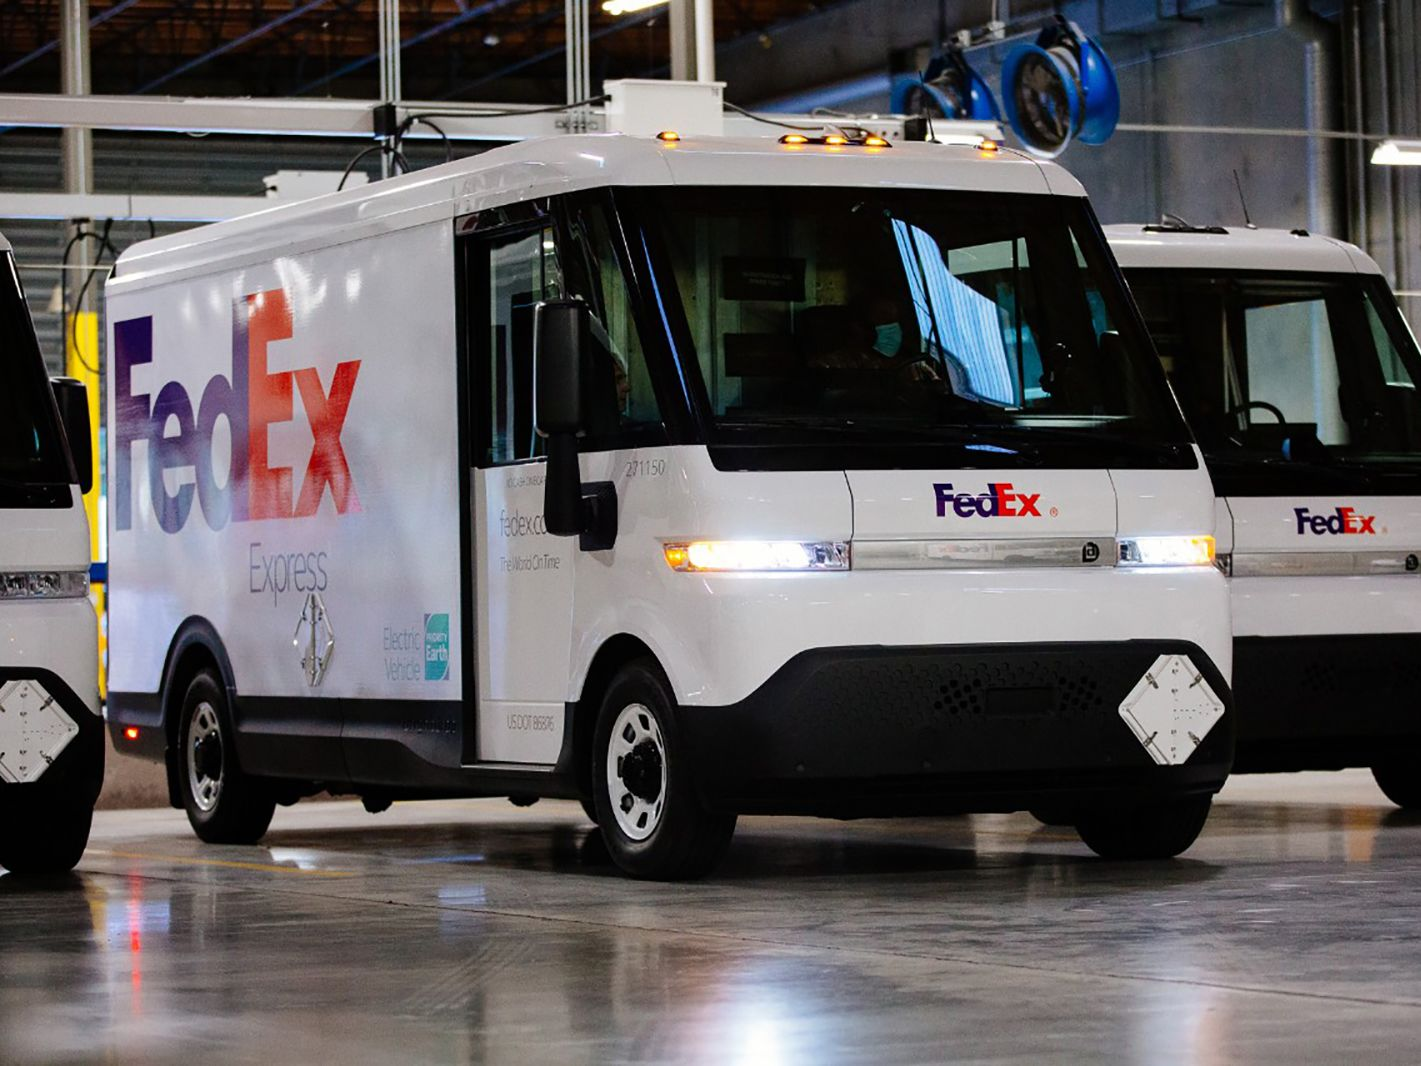 FedEx
Express
Electric
Vehicle
PRIORITY
Earth
271150
fedex.co
The World On Time
FedEx ®
FedEx